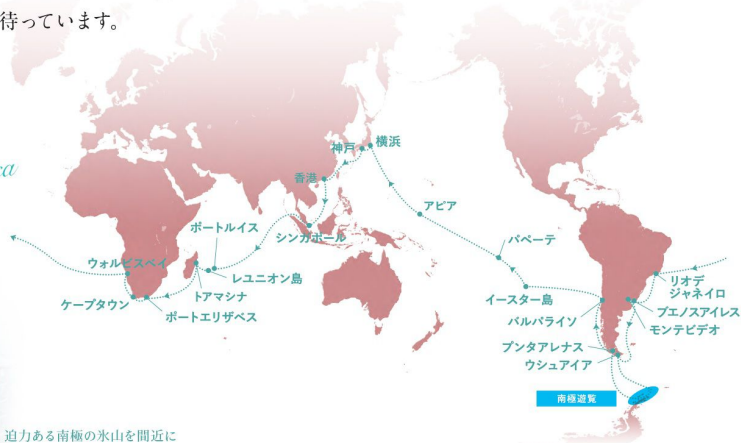 待っています。
ca
横浜
神戸
香港
アピア
シンガポール
ポートルイス
パペーテ
ウォルビスベイ
レユニオン島
トアマシナ
ケープタウン
ポートエリザベス
イースター島
リオデ
ジャネイロ
バルパライソ
ブエノスアイレス
モンテビデオ
プンタアレナス
ウシュアイア
南極遊覧
迫力ある南極の氷山を間近に